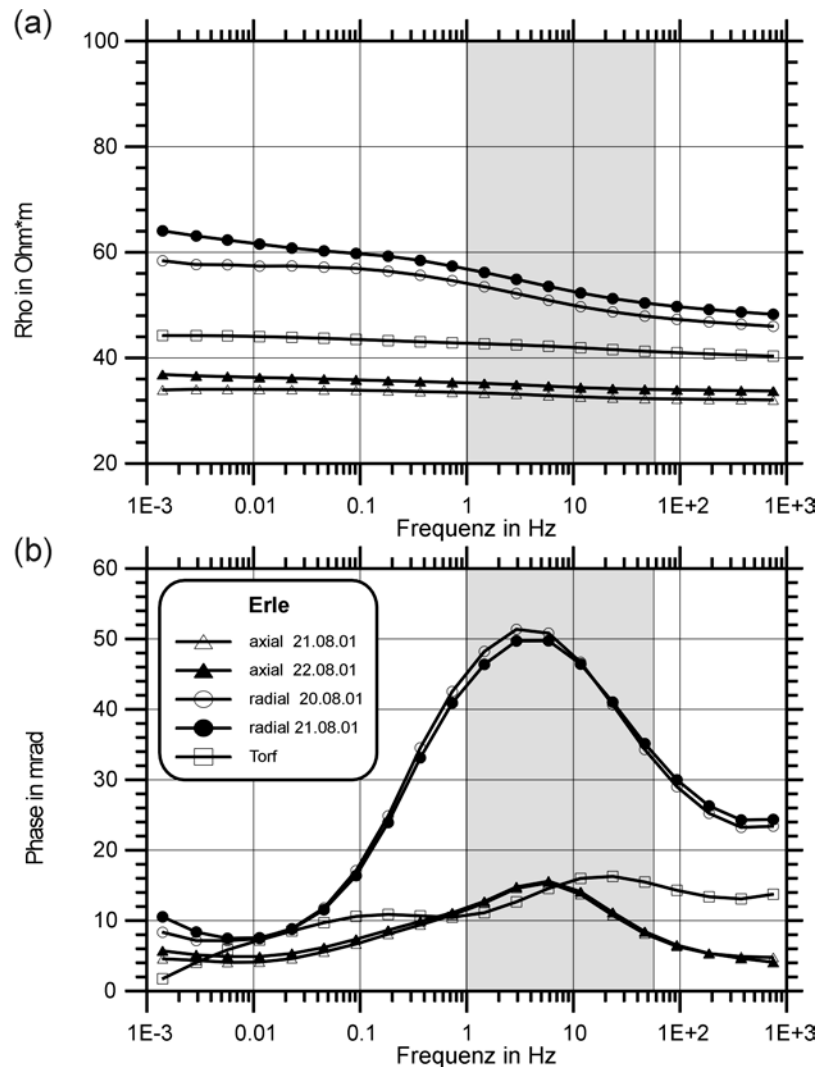 (a)
100
80
60
40
20
Rho in Ohm*m
1E-3
0.01
0.1
1
10
1E+2
1E+3
Frequenz in Hz
(b)
60
50
40
30
20
10
0
Phase in mrad
Erle
axial 21.08.01
axial 22.08.01
radial 20.08.01
radial 21.08.01
Torf
1E-3
0.01
0.1
1
10
1E+2
1E+3
Frequenz in Hz